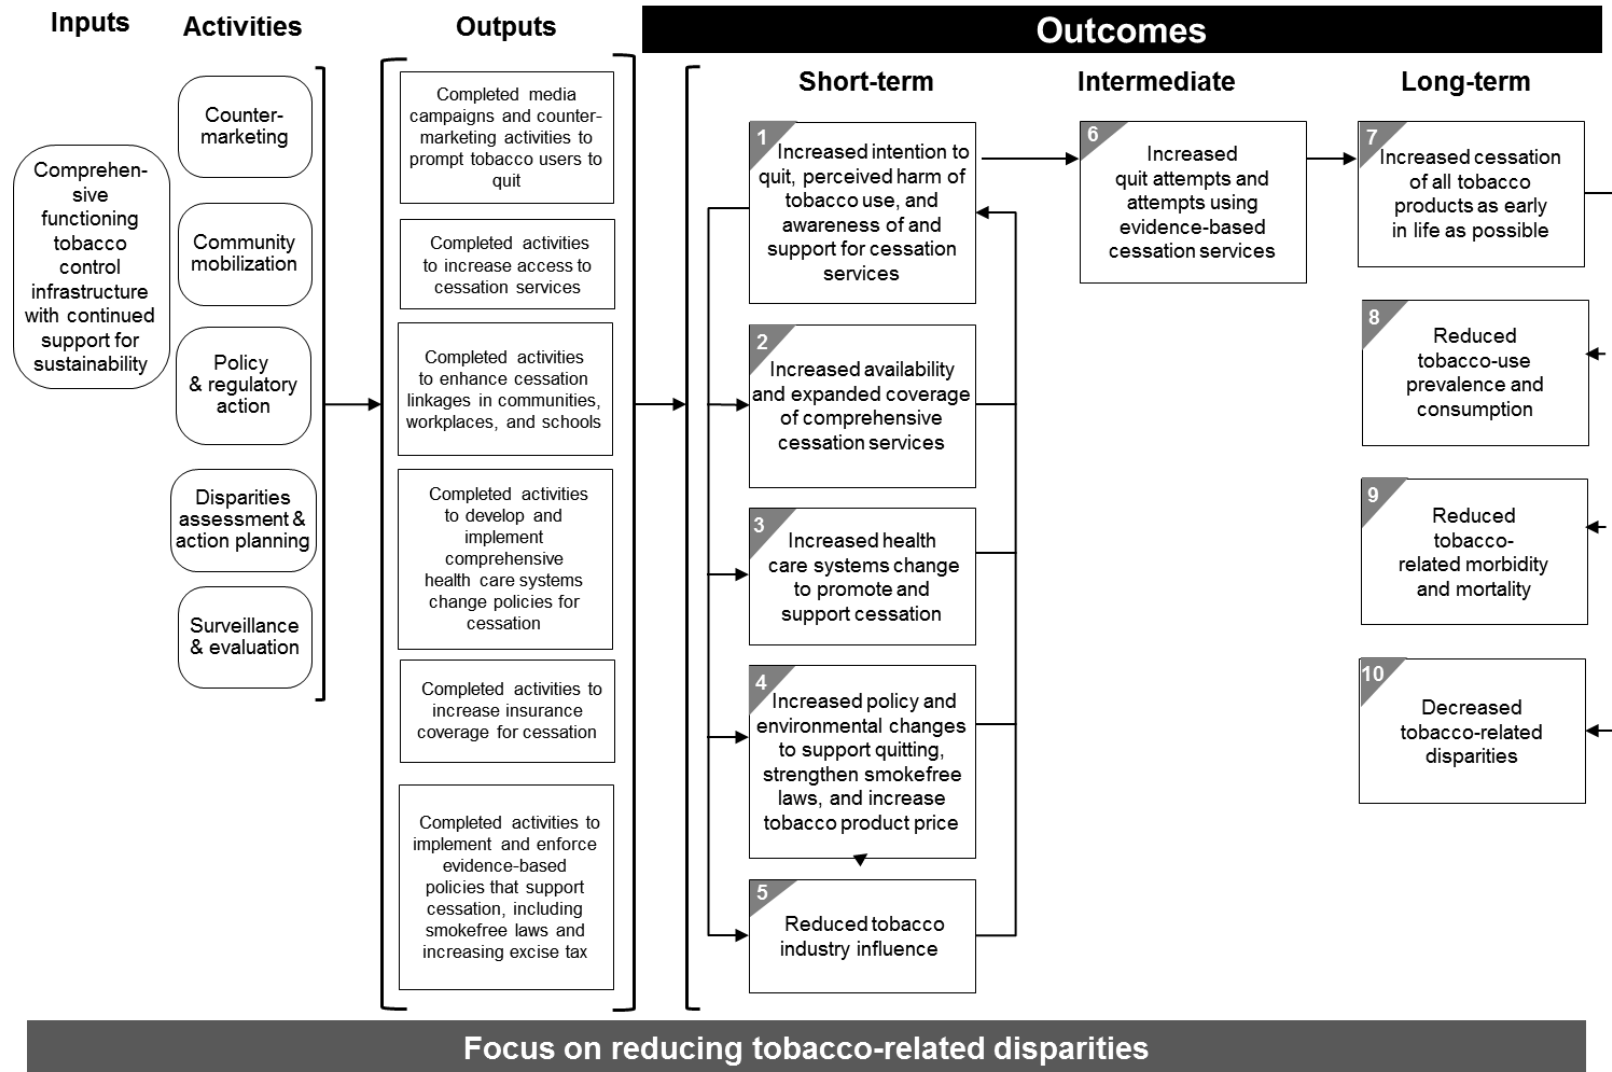 Inputs
Activities
Outputs
Outcomes
Short-term
Intermediate
Long-term
Comprehen-
sive
functioning
tobacco
control
infrastructure
with continued
support for
sustainability
Counter-
marketing
Community
mobilization
Policy
& regulatory
action
Disparities
assessment &
action planning
Surveillance
& evaluation
Completed media
campaigns and counter-
marketing activities to
prompt tobacco users to
quit
Completed activities
to increase access to
cessation services
Completed activities
to enhance cessation
linkages in communities,
workplaces, and schools
Completed activities
to develop and
implement
comprehensive
health care systems
change policies for
cessation
Completed activities to
increase insurance
coverage for cessation
Completed activities to
implement and enforce
evidence-based
policies that support
cessation, including
smokefree laws and
increasing excise tax
1
Increased intention to
quit, perceived harm of
tobacco use, and
awareness of and
support for cessation
services
2
Increased availability
and expanded coverage
of comprehensive
cessation services
3
Increased health
care systems change
to promote and
support cessation
4
Increased policy and
environmental changes
to support quitting,
strengthen smokefree
laws, and increase
tobacco product price
5
Reduced tobacco
industry influence
6
Increased
quit attempts and
attempts using
evidence-based
cessation services
7
Increased cessation
of all tobacco
products as early
in life as possible
8
Reduced
tobacco-use
prevalence and
consumption
9
Reduced
tobacco-
related morbidity
and mortality
10
Decreased
tobacco-related
disparities
Focus on reducing tobacco-related disparities